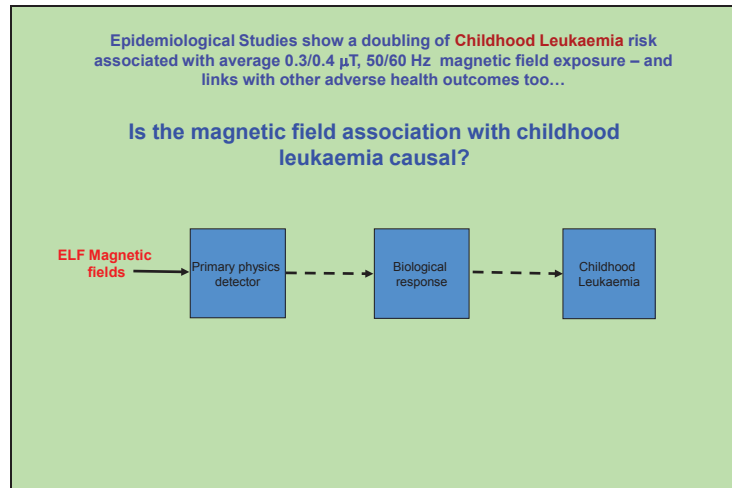 Epidemiological Studies show a doubling of Childhood Leukaemia risk
associated with average 0.3/0.4 µT, 50/60 Hz magnetic field exposure – and
links with other adverse health outcomes too…
Is the magnetic field association with childhood
leukaemia causal?
ELF Magnetic
fields
Primary physics
detector
Biological
response
Childhood
Leukaemia